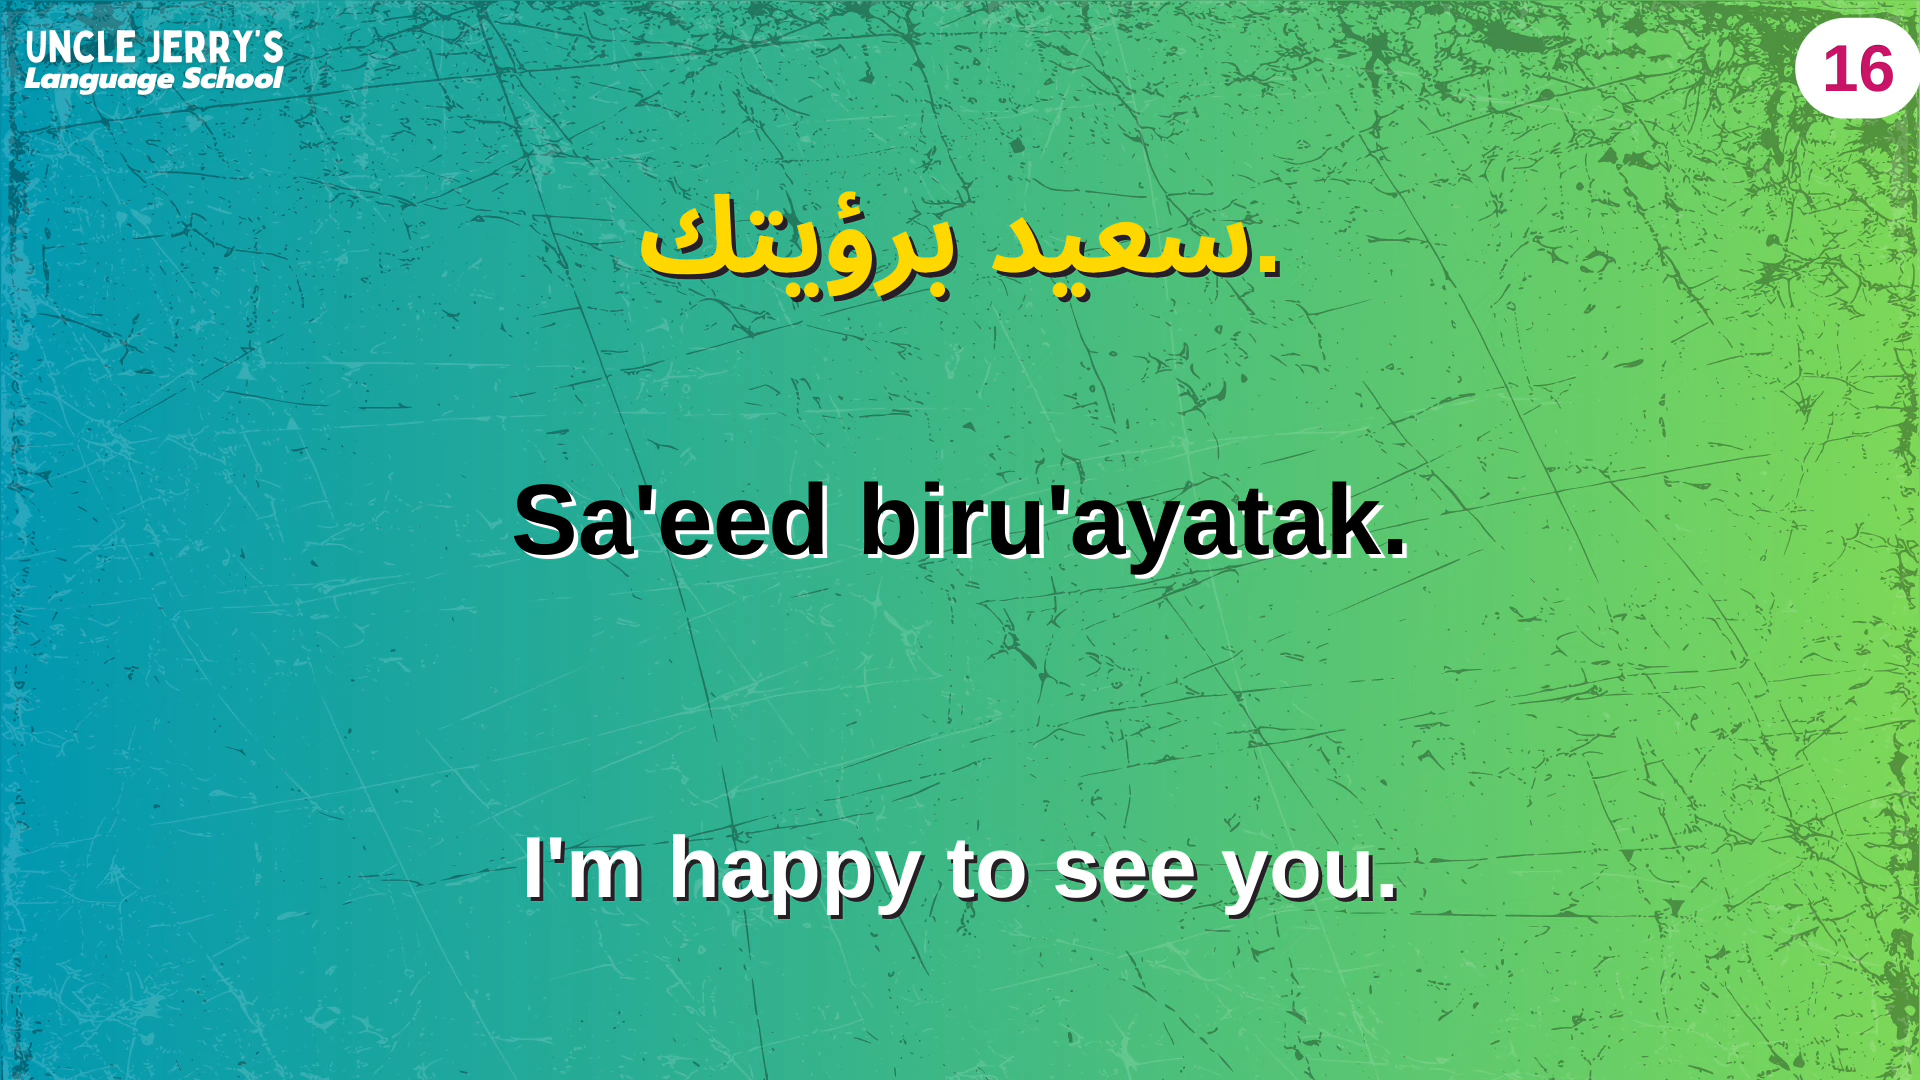 UNCLE JERRY'S
Language School
16
سعيد برؤيتك.
Sa'eed biru'ayatak.
I'm happy to see you.